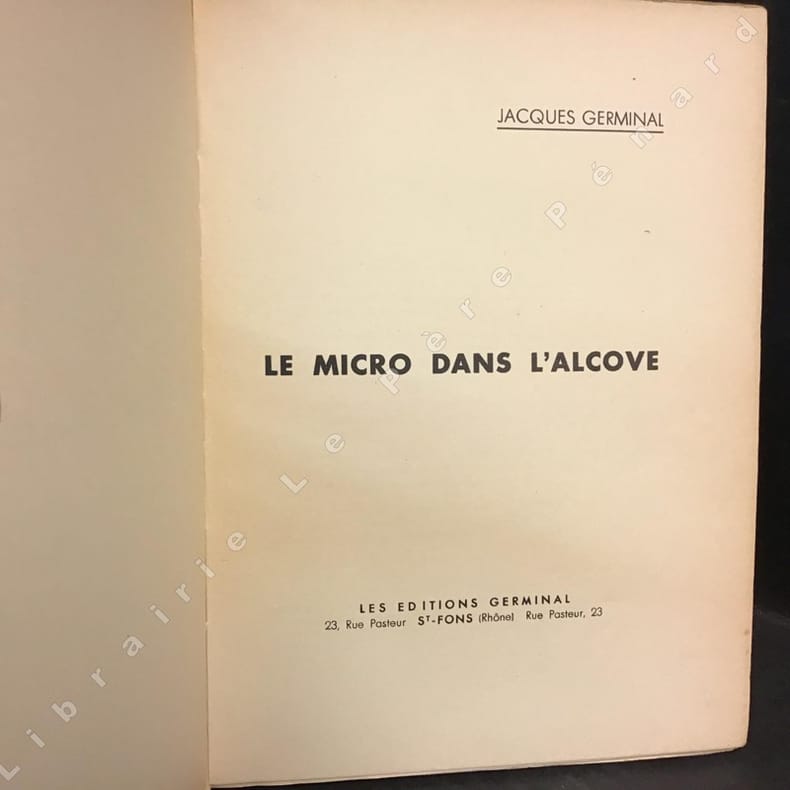 JACQUES GERMINAL
LE MICRO DANS L'ALCOVE
LES EDITIONS GERMINAL
23, Rue Pasteur Sᵀ-FONS (Rhône) Rue Pasteur, 23
Librairie Le Père Pénard